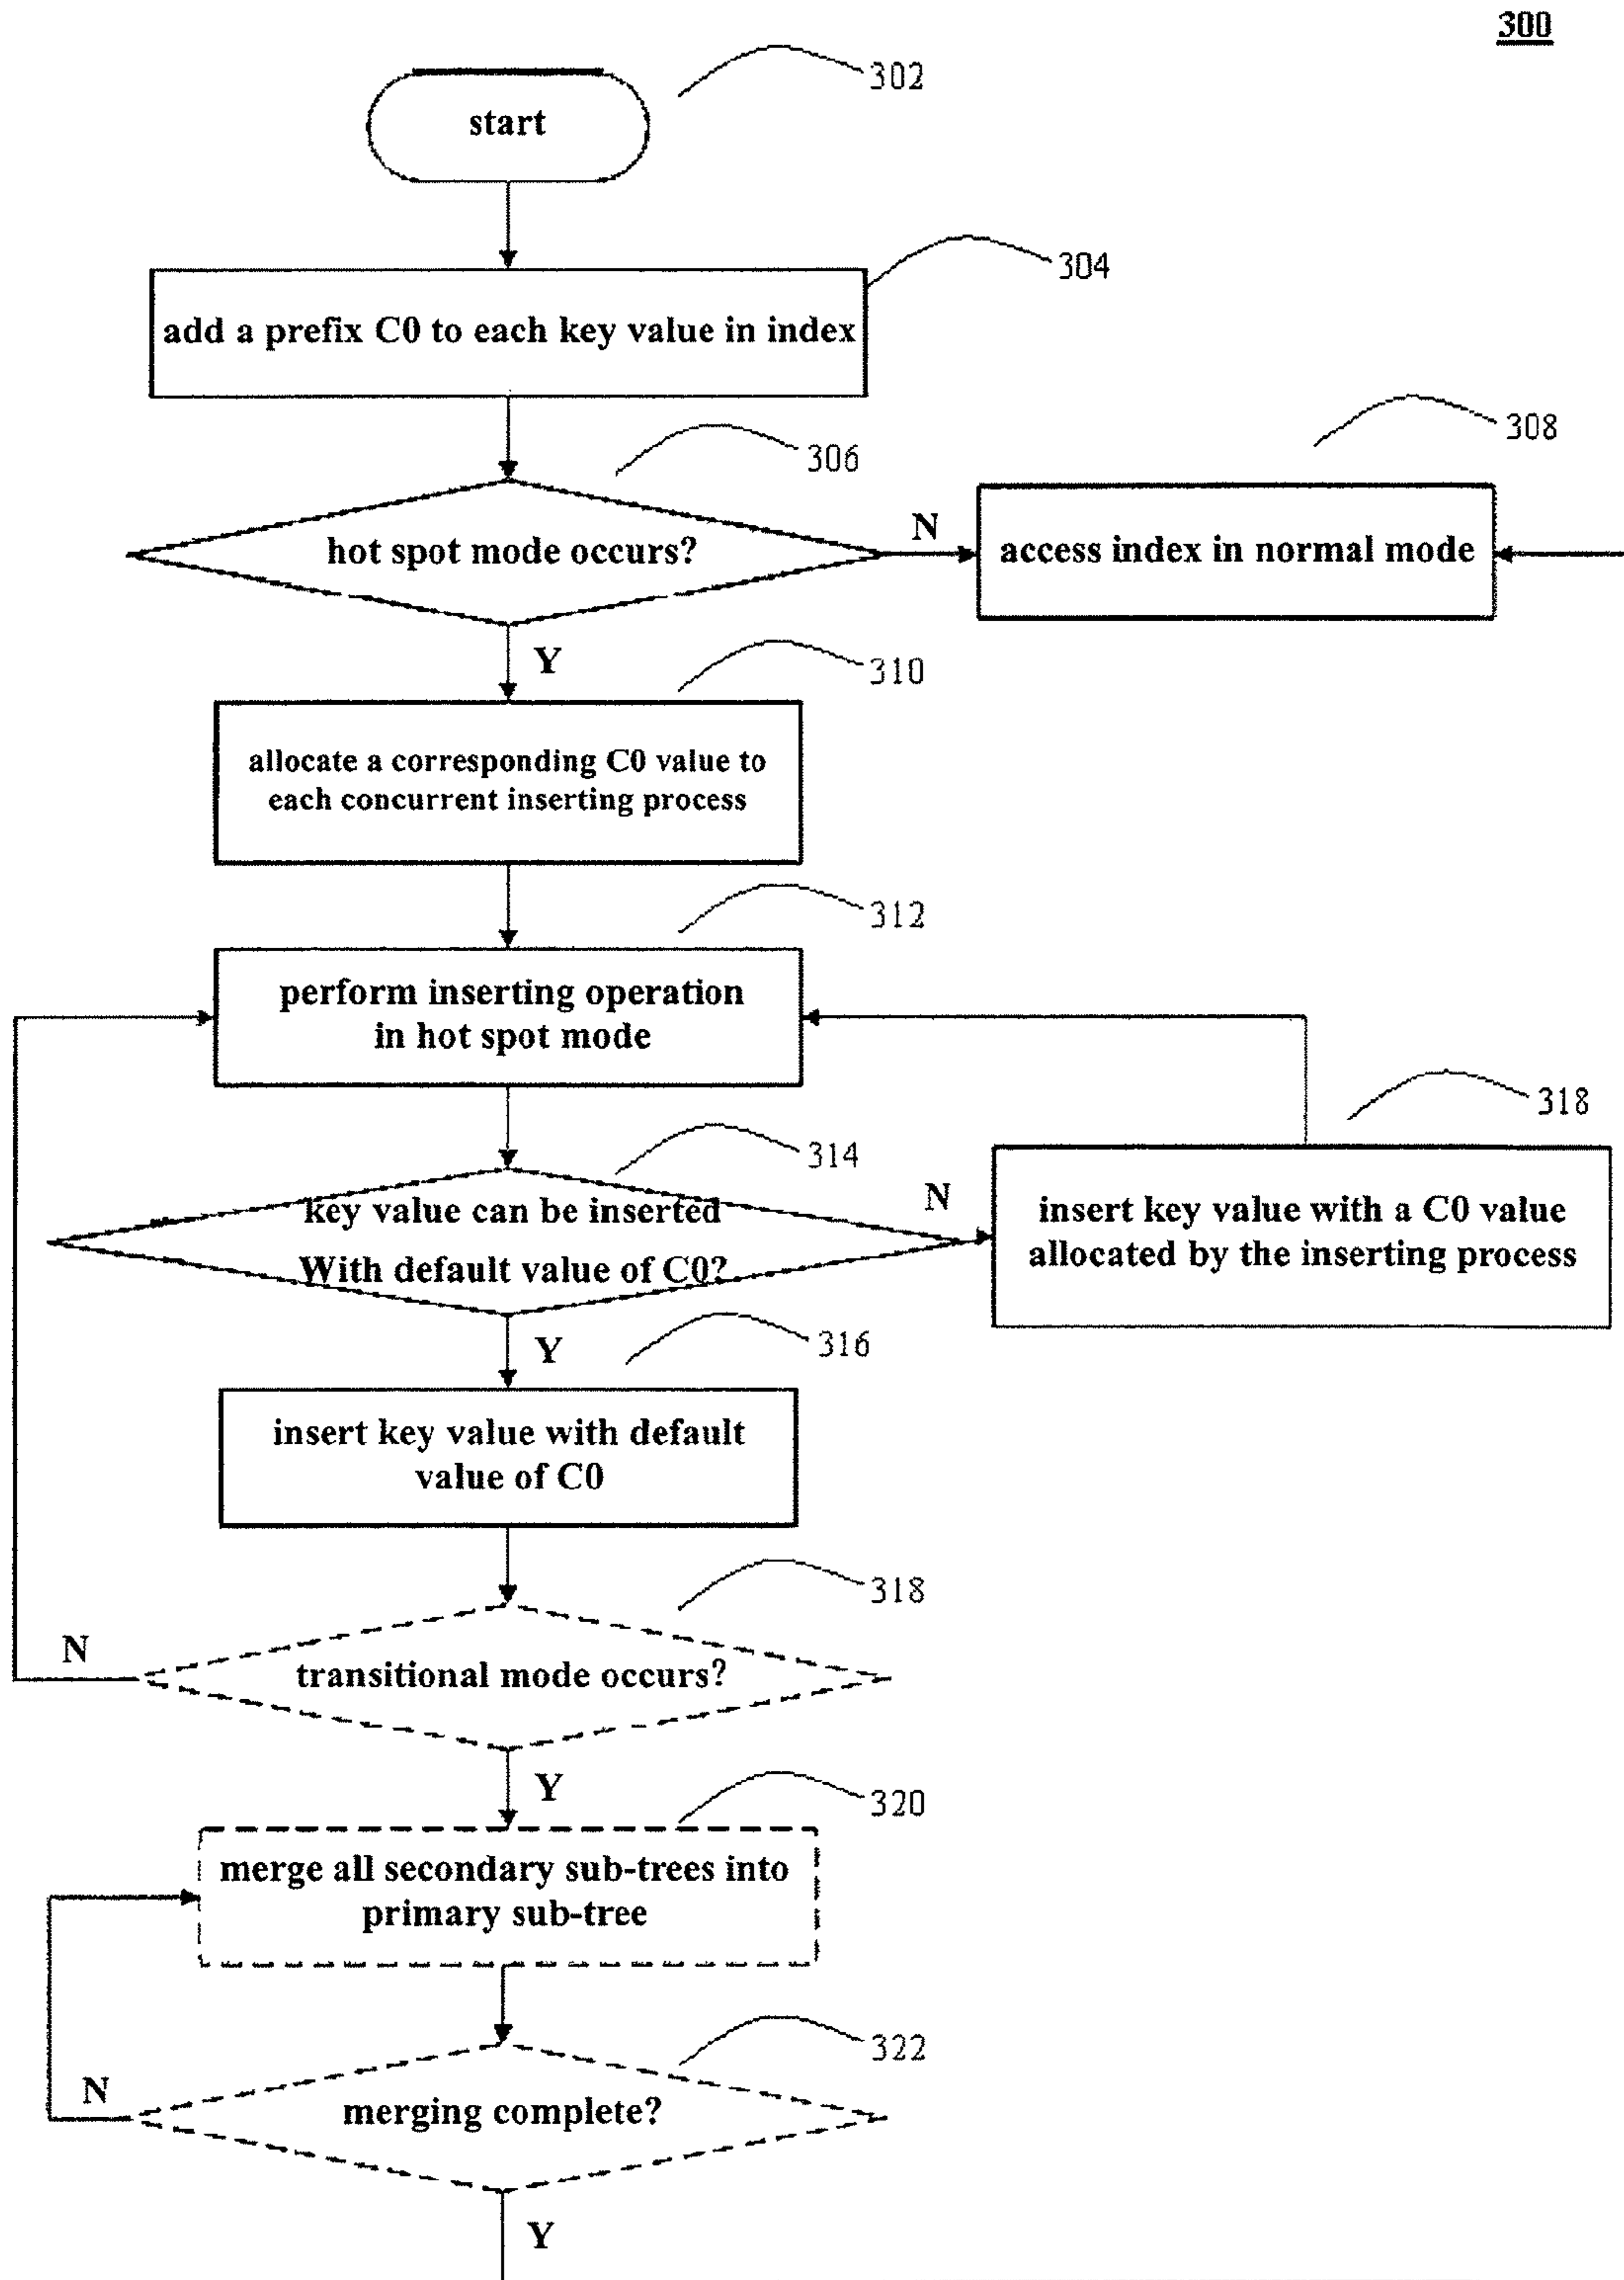 300
302
start
304
add a prefix C0 to each key value in index
306
308
hot spot mode occurs?
N
access index in normal mode
Y
310
allocate a corresponding C0 value to
each concurrent inserting process
312
perform inserting operation
in hot spot mode
314
318
key value can be inserted
With default value of C0?
N
insert key value with a C0 value
allocated by the inserting process
Y
316
insert key value with default
value of C0
318
N
transitional mode occurs?
Y
320
merge all secondary sub-trees into
primary sub-tree
322
N
merging complete?
Y